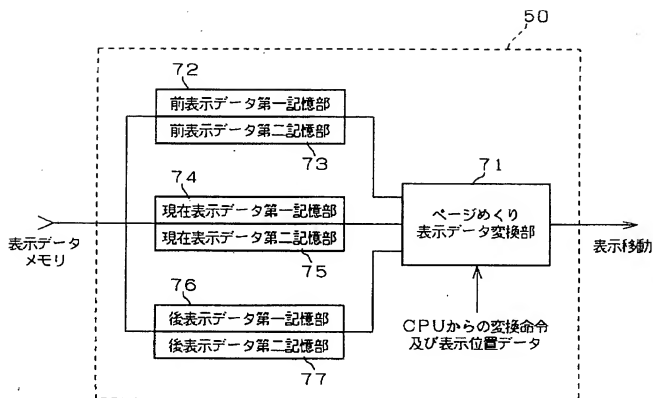 50
72
前表示データ第一記憶部
前表示データ第二記憶部
73
74
現在表示データ第一記憶部
現在表示データ第二記憶部
75
76
後表示データ第一記憶部
後表示データ第二記憶部
77
71
ページめくり
表示データ変換部
表示データ
メモリ
表示移動
CPUからの変換命令
及び表示位置データ